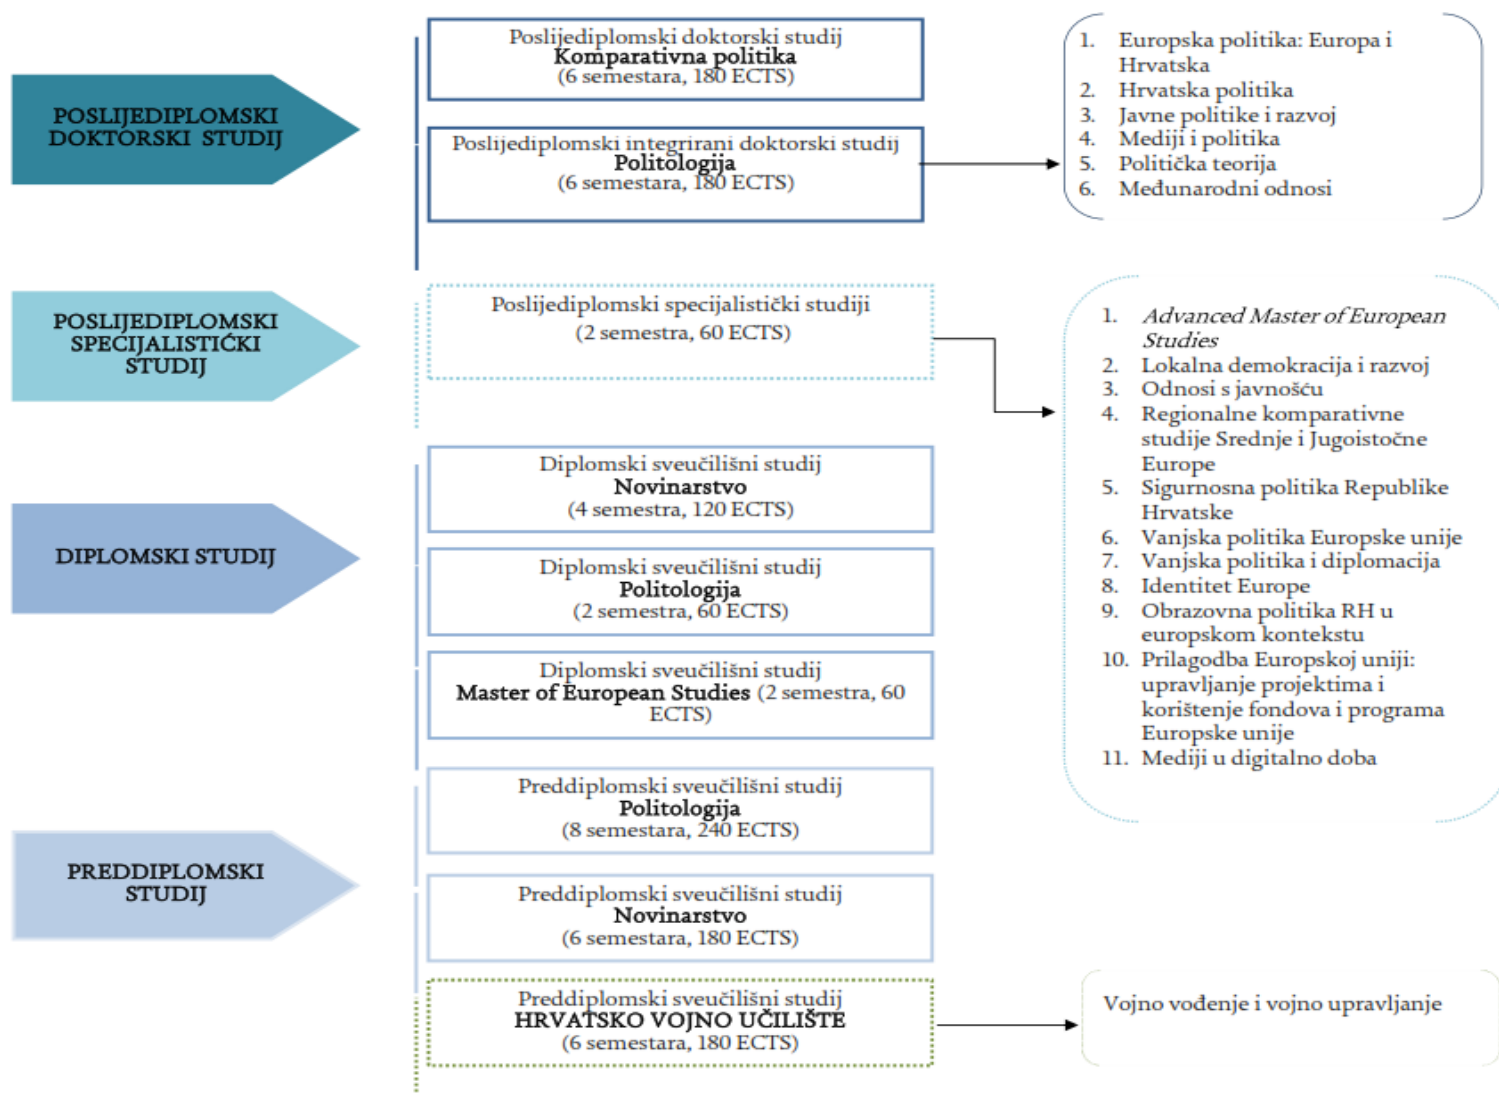 POSLIJEDIPLOMSKI
DOKTORSKI STUDIJ
Poslijediplomski doktorski studij
Komparativna politika
(6 semestara, 180 ECTS)
Poslijediplomski integrirani doktorski studij
Politologija
(6 semestara, 180 ECTS)
1. Europska politika: Europa i
Hrvatska
2. Hrvatska politika
3. Javne politike i razvoj
4. Mediji i politika
5. Politička teorija
6. Međunarodni odnosi
POSLIJEDIPLOMSKI
SPECIJALISTIĆKI
STUDIJ
Poslijediplomski specijalistički studiji
(2 semestra, 60 ECTS)
1. Advanced Master of European
Studies
2. Lokalna demokracija i razvoj
3. Odnosi s javnošću
4. Regionalne komparativne
studije Srednje i Jugoistočne
Europe
5. Sigurnosna politika Republike
Hrvatske
6. Vanjska politika Europske unije
7. Vanjska politika i diplomacija
8. Identitet Europe
9. Obrazovna politika RH u
europskom kontekstu
10. Prilagodba Europskoj uniji:
upravljanje projektima i
korištenje fondova i programa
Europske unije
11. Mediji u digitalno doba
DIPLOMSKI STUDIJ
Diplomski sveučilišni studij
Novinarstvo
(4 semestra, 120 ECTS)
Diplomski sveučilišni studij
Politologija
(2 semestra, 60 ECTS)
Diplomski sveučilišni studij
Master of European Studies (2 semestra, 60
ECTS)
PREDDIPLOMSKI
STUDIJ
Preddiplomski sveučilišni studij
Politologija
(8 semestara, 240 ECTS)
Preddiplomski sveučilišni studij
Novinarstvo
(6 semestara, 180 ECTS)
Preddiplomski sveučilišni studij
HRVATSKO VOJNO UČILIŠTE
(6 semestara, 180 ECTS)
Vojno vođenje i vojno upravljanje